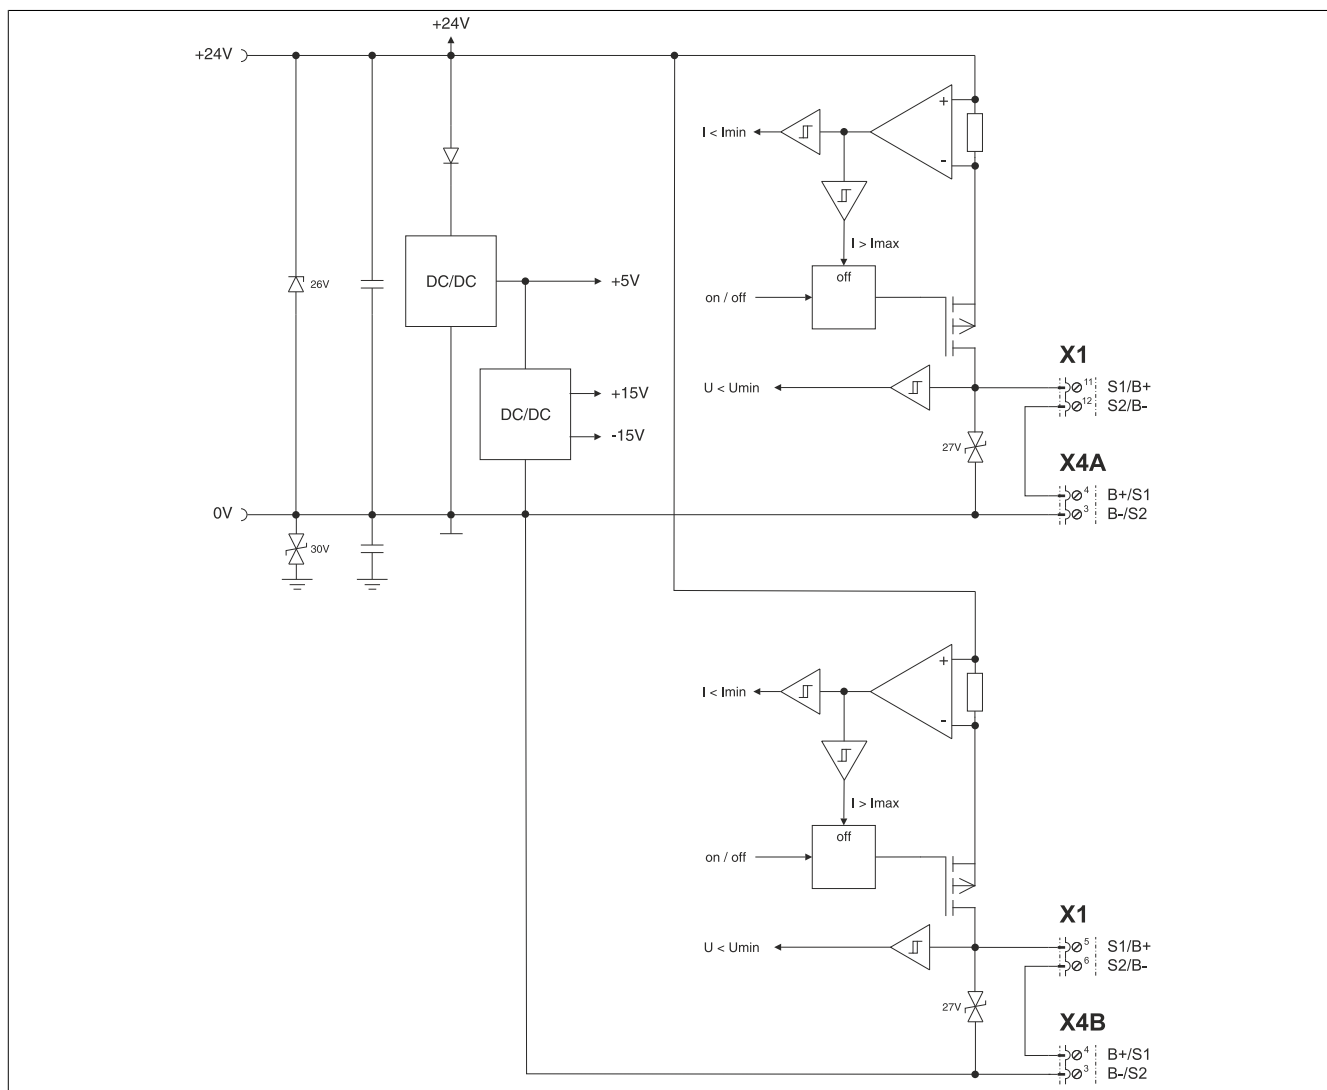 +24V
+24V
+
I < Imin
-
I > Imax
26V
DC/DC
+5V
off
on / off
X1
11 S1/B+
U < Umin
12 S2/B-
+15V
DC/DC
-15V
27V
X4A
4 B+/S1
0V
3 B-/S2
30V
+
I < Imin
-
I > Imax
off
on / off
X1
5 S1/B+
U < Umin
6 S2/B-
27V
X4B
4 B+/S1
3 B-/S2